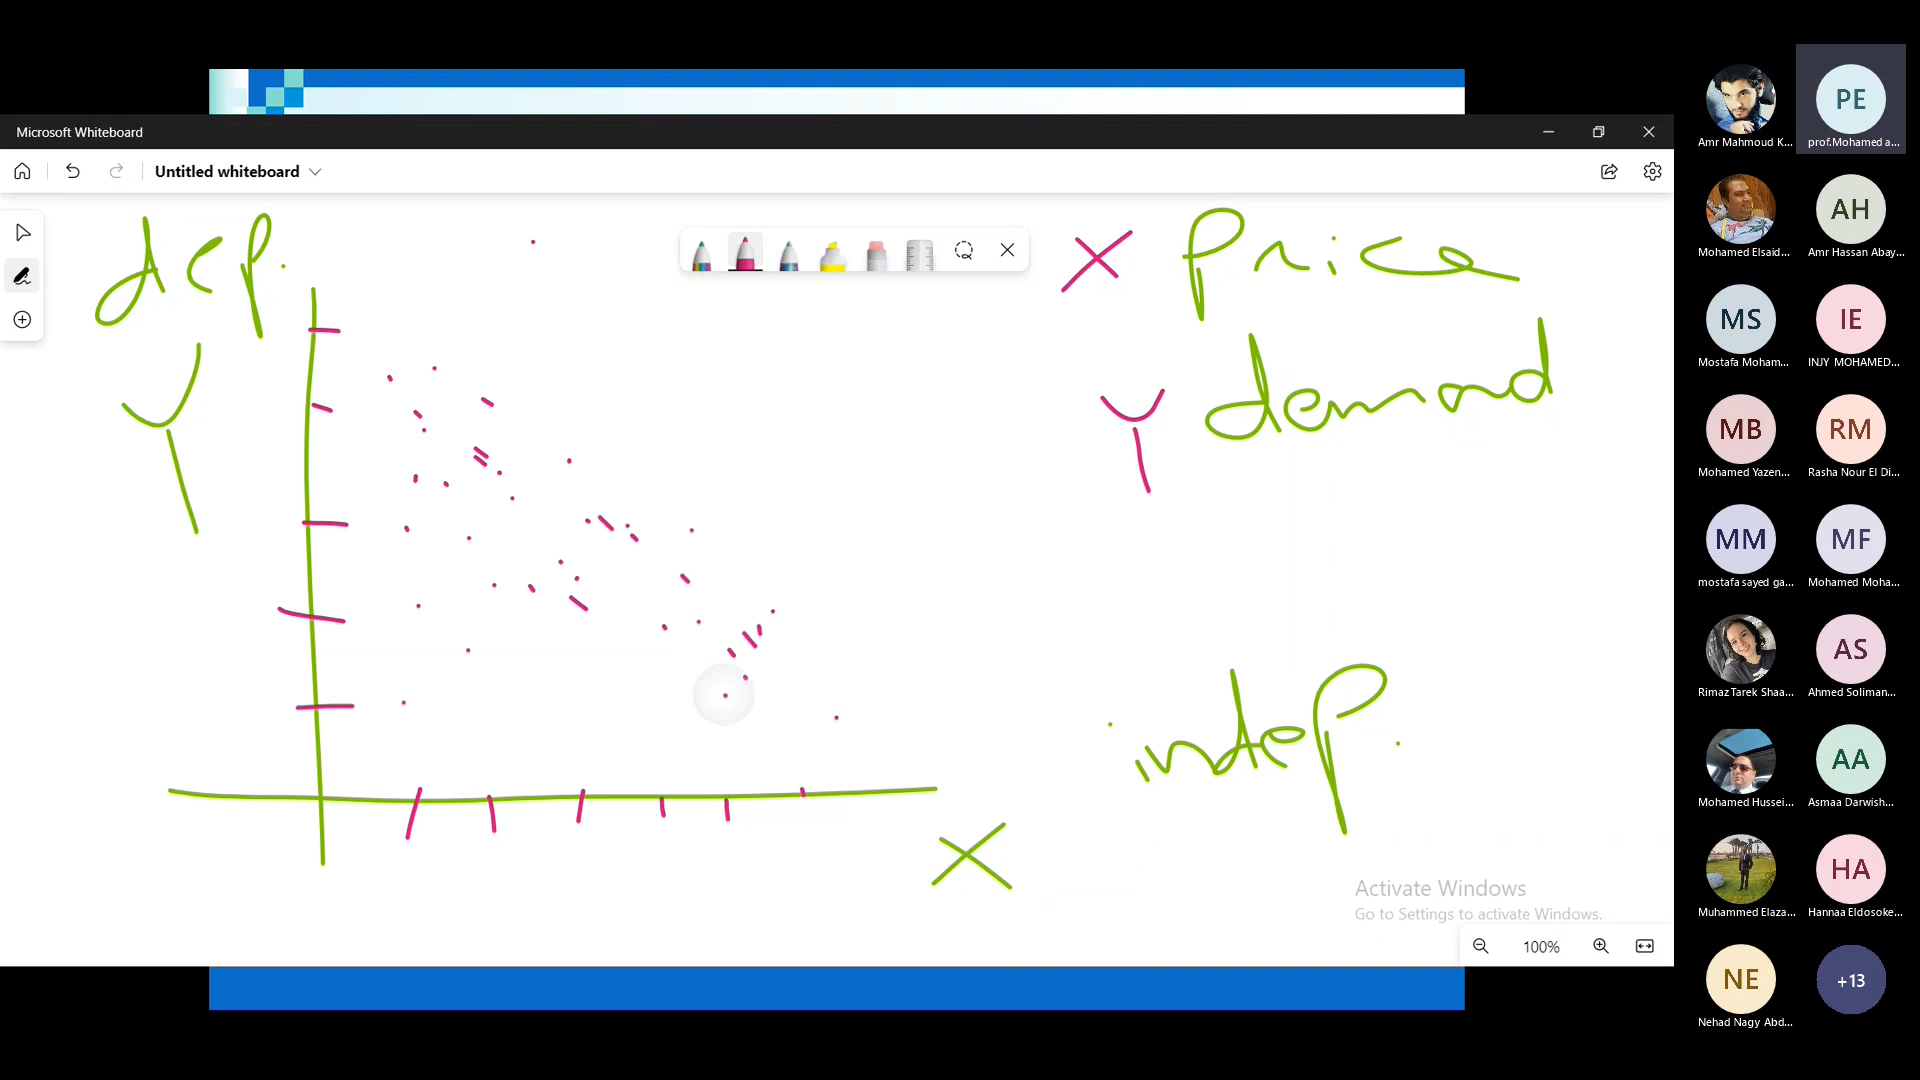 Microsoft Whiteboard
Untitled whiteboard
dep.
Y
X Price
Y demand
indep.
X
Activate Windows
Go to Settings to activate Windows.
100%
Amr Mahmoud K...
PE
prof.Mohamed a...
Mohamed Elsaid...
AH
Amr Hassan Abay...
MS
Mostafa Moham...
IE
INJY MOHAMED...
MB
Mohamed Yazen...
RM
Rasha Nour El Di...
MM
mostafa sayed ga...
MF
Mohamed Moha...
Rimaz Tarek Shaa...
AS
Ahmed Soliman...
Mohamed Hussei...
AA
Asmaa Darwish...
Muhammed Elaza...
HA
Hannaa Eldosoke...
NE
Nehad Nagy Abd...
+13